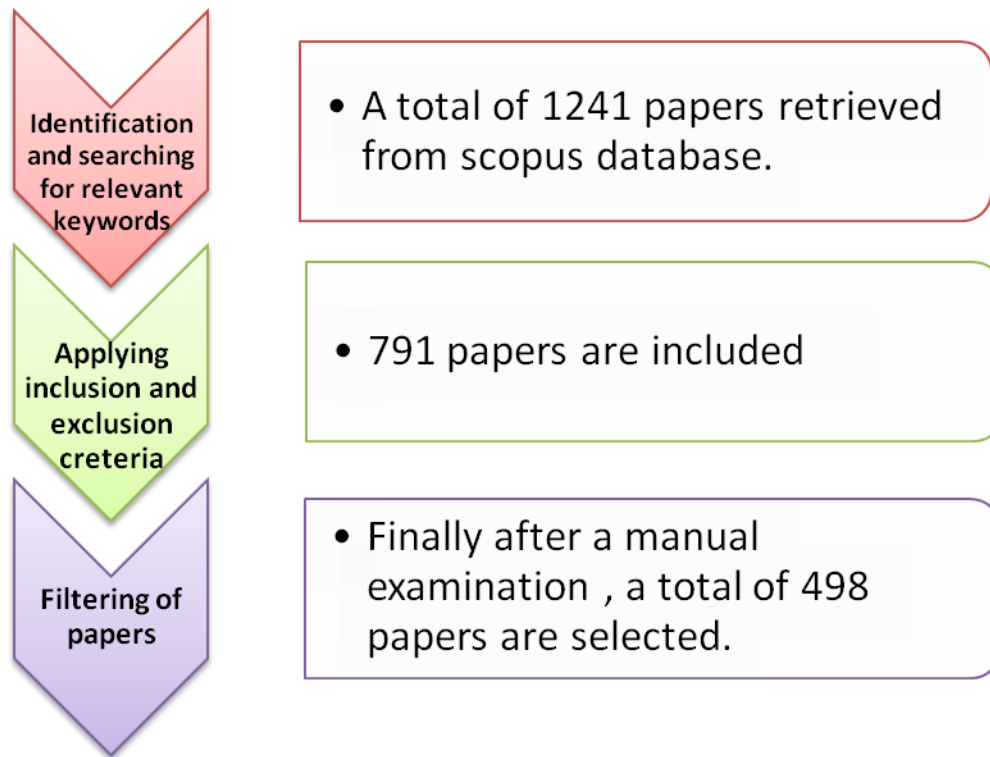 Identification
and searching
for relevant
keywords
• A total of 1241 papers retrieved
from scopus database.
Applying
inclusion and
exclusion
creteria
• 791 papers are included
Filtering of
papers
• Finally after a manual
examination , a total of 498
papers are selected.